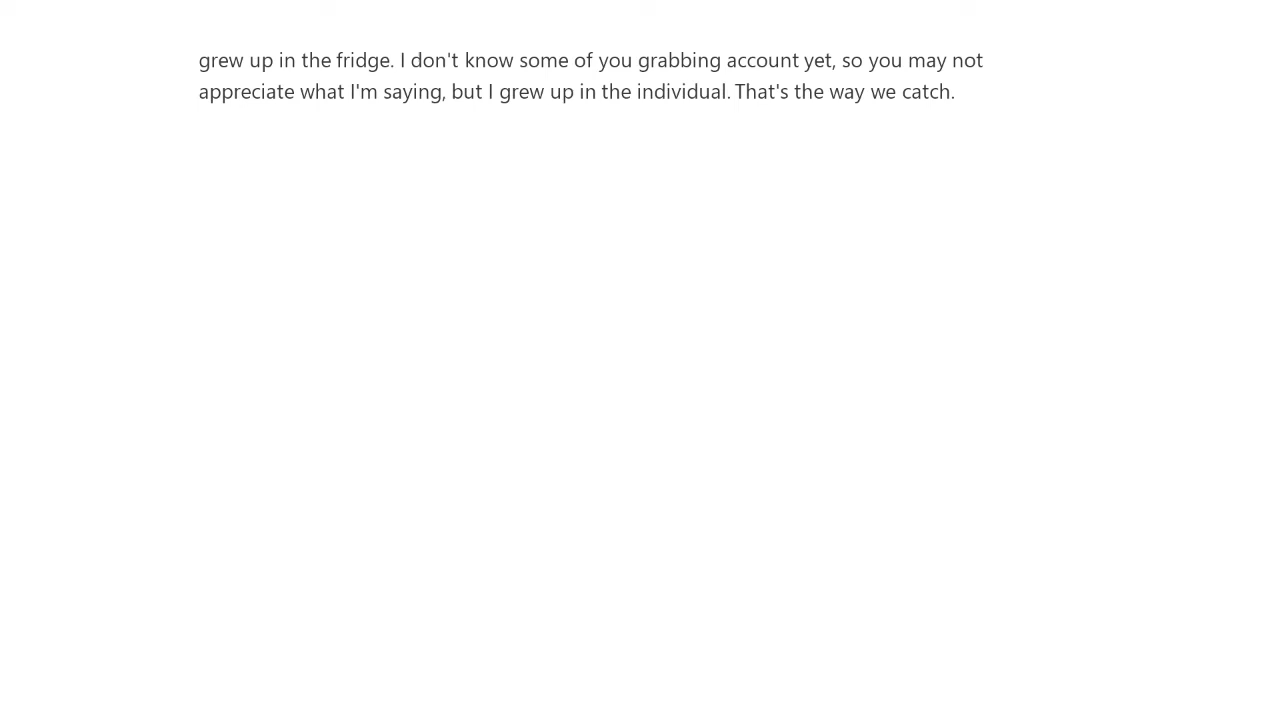 grew up in the fridge. I don't know some of you grabbing account yet, so you may not
appreciate what I'm saying, but I grew up in the individual. That's the way we catch.